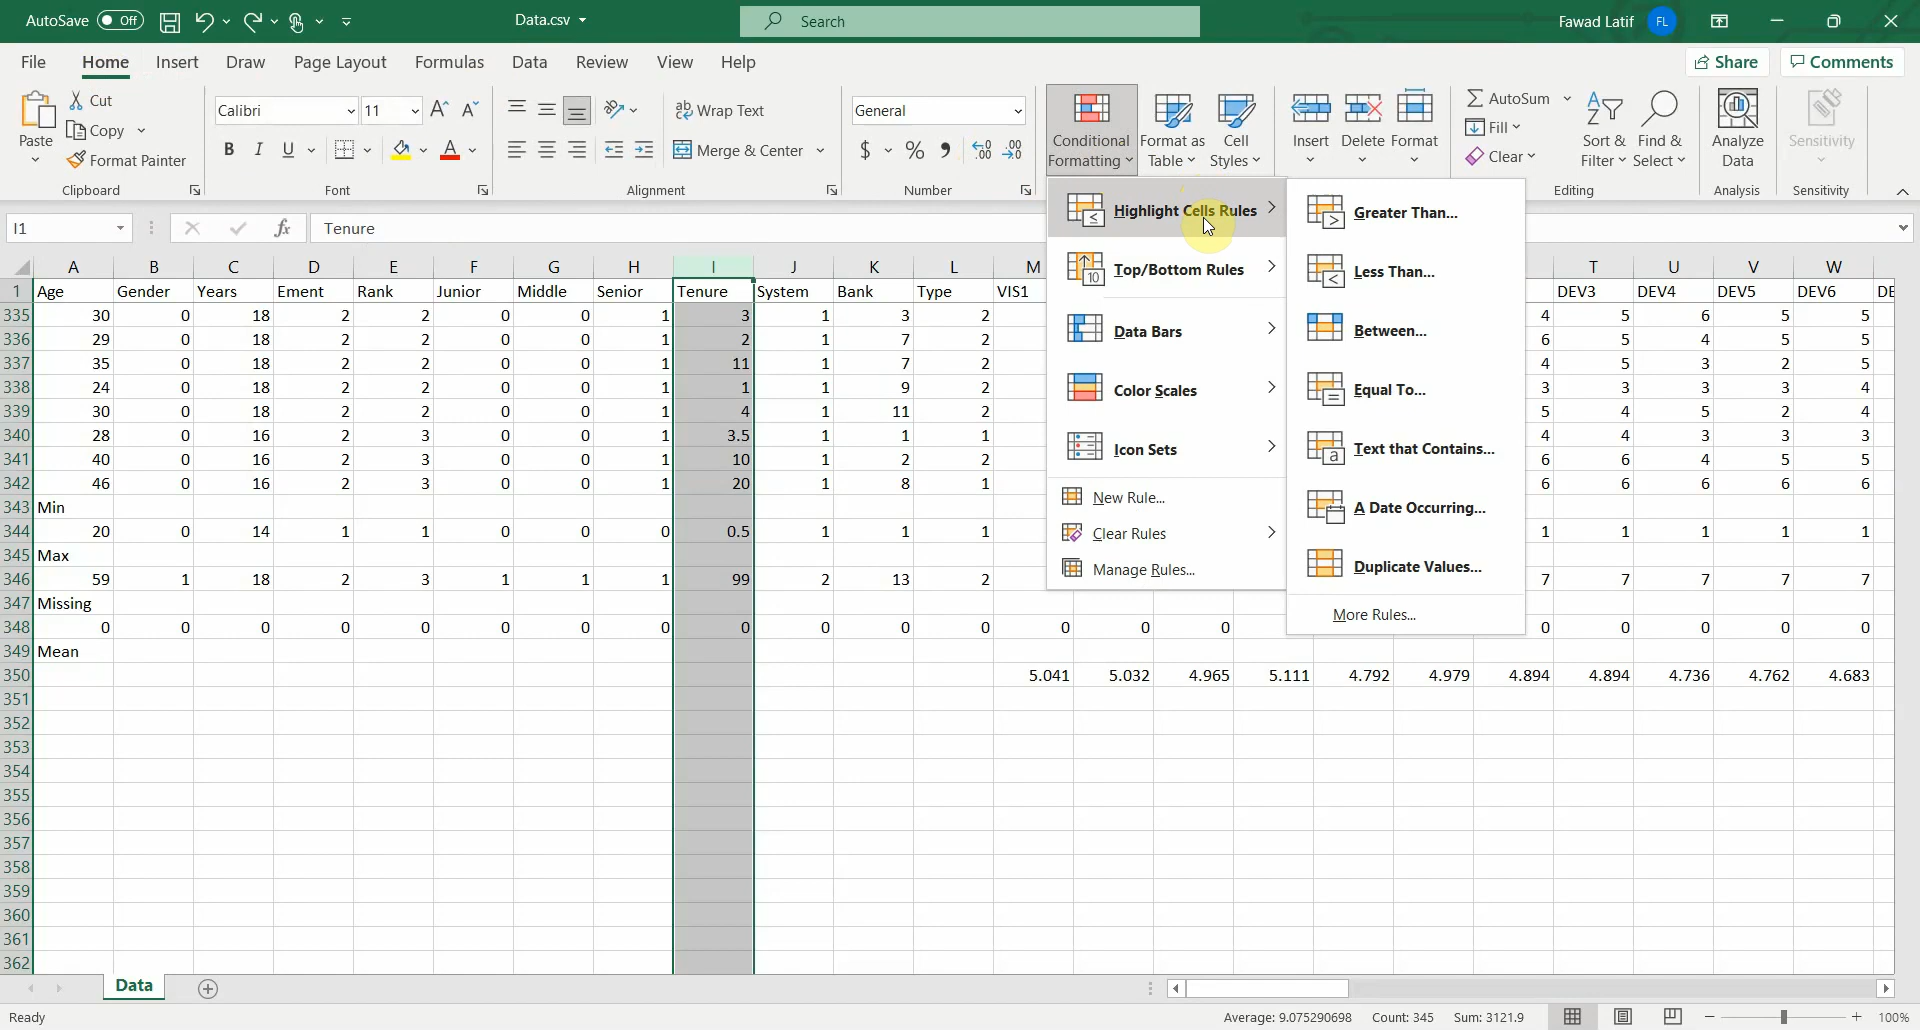 AutoSave Off Data.csv Search Fawad Latif FL
File Home Insert Draw Page Layout Formulas Data Review View Help Share Comments
Paste Cut Copy Format Painter Clipboard
Calibri 11 B I U A Font
Wrap Text Merge & Center Alignment
General $ % Number
Conditional Formatting Format as Table Cell Styles
Insert Delete Format
AutoSum Fill Clear Sort & Filter Find & Select Editing
Analyze Data Analysis
Sensitivity Sensitivity
I1 fx Tenure
Highlight Cells Rules
Top/Bottom Rules
Data Bars
Color Scales
Icon Sets
New Rule...
Clear Rules
Manage Rules...
Greater Than...
Less Than...
Between...
Equal To...
Text that Contains...
A Date Occurring...
Duplicate Values...
More Rules...
A B C D E F G H I J K L M T U V W
1 Age Gender Years Ement Rank Junior Middle Senior Tenure System Bank Type VIS1 DEV3 DEV4 DEV5 DEV6 DE
335 30 0 18 2 2 0 0 1 3 1 3 2 4 5 6 5 5
336 29 0 18 2 2 0 0 1 2 1 7 2 6 5 4 5 5
337 35 0 18 2 2 0 0 1 11 1 7 2 4 5 3 2 5
338 24 0 18 2 2 0 0 1 1 1 9 2 3 3 3 3 4
339 30 0 18 2 2 0 0 1 4 1 11 2 5 4 5 2 4
340 28 0 16 2 3 0 0 1 3.5 1 1 1 4 4 3 3 3
341 40 0 16 2 3 0 0 1 10 1 2 2 6 6 4 5 5
342 46 0 16 2 3 0 0 1 20 1 8 1 6 6 6 6 6
343 Min
344 20 0 14 1 1 0 0 0 0.5 1 1 1 1 1 1 1 1
345 Max
346 59 1 18 2 3 1 1 1 99 2 13 2 7 7 7 7 7
347 Missing
348 0 0 0 0 0 0 0 0 0 0 0 0 0 0 0 0 0 0 0 0
349 Mean
350 5.041 5.032 4.965 5.111 4.792 4.979 4.894 4.894 4.736 4.762 4.683
351
352
353
354
355
356
357
358
359
360
361
362
Data
Ready Average: 9.075290698 Count: 345 Sum: 3121.9 100%